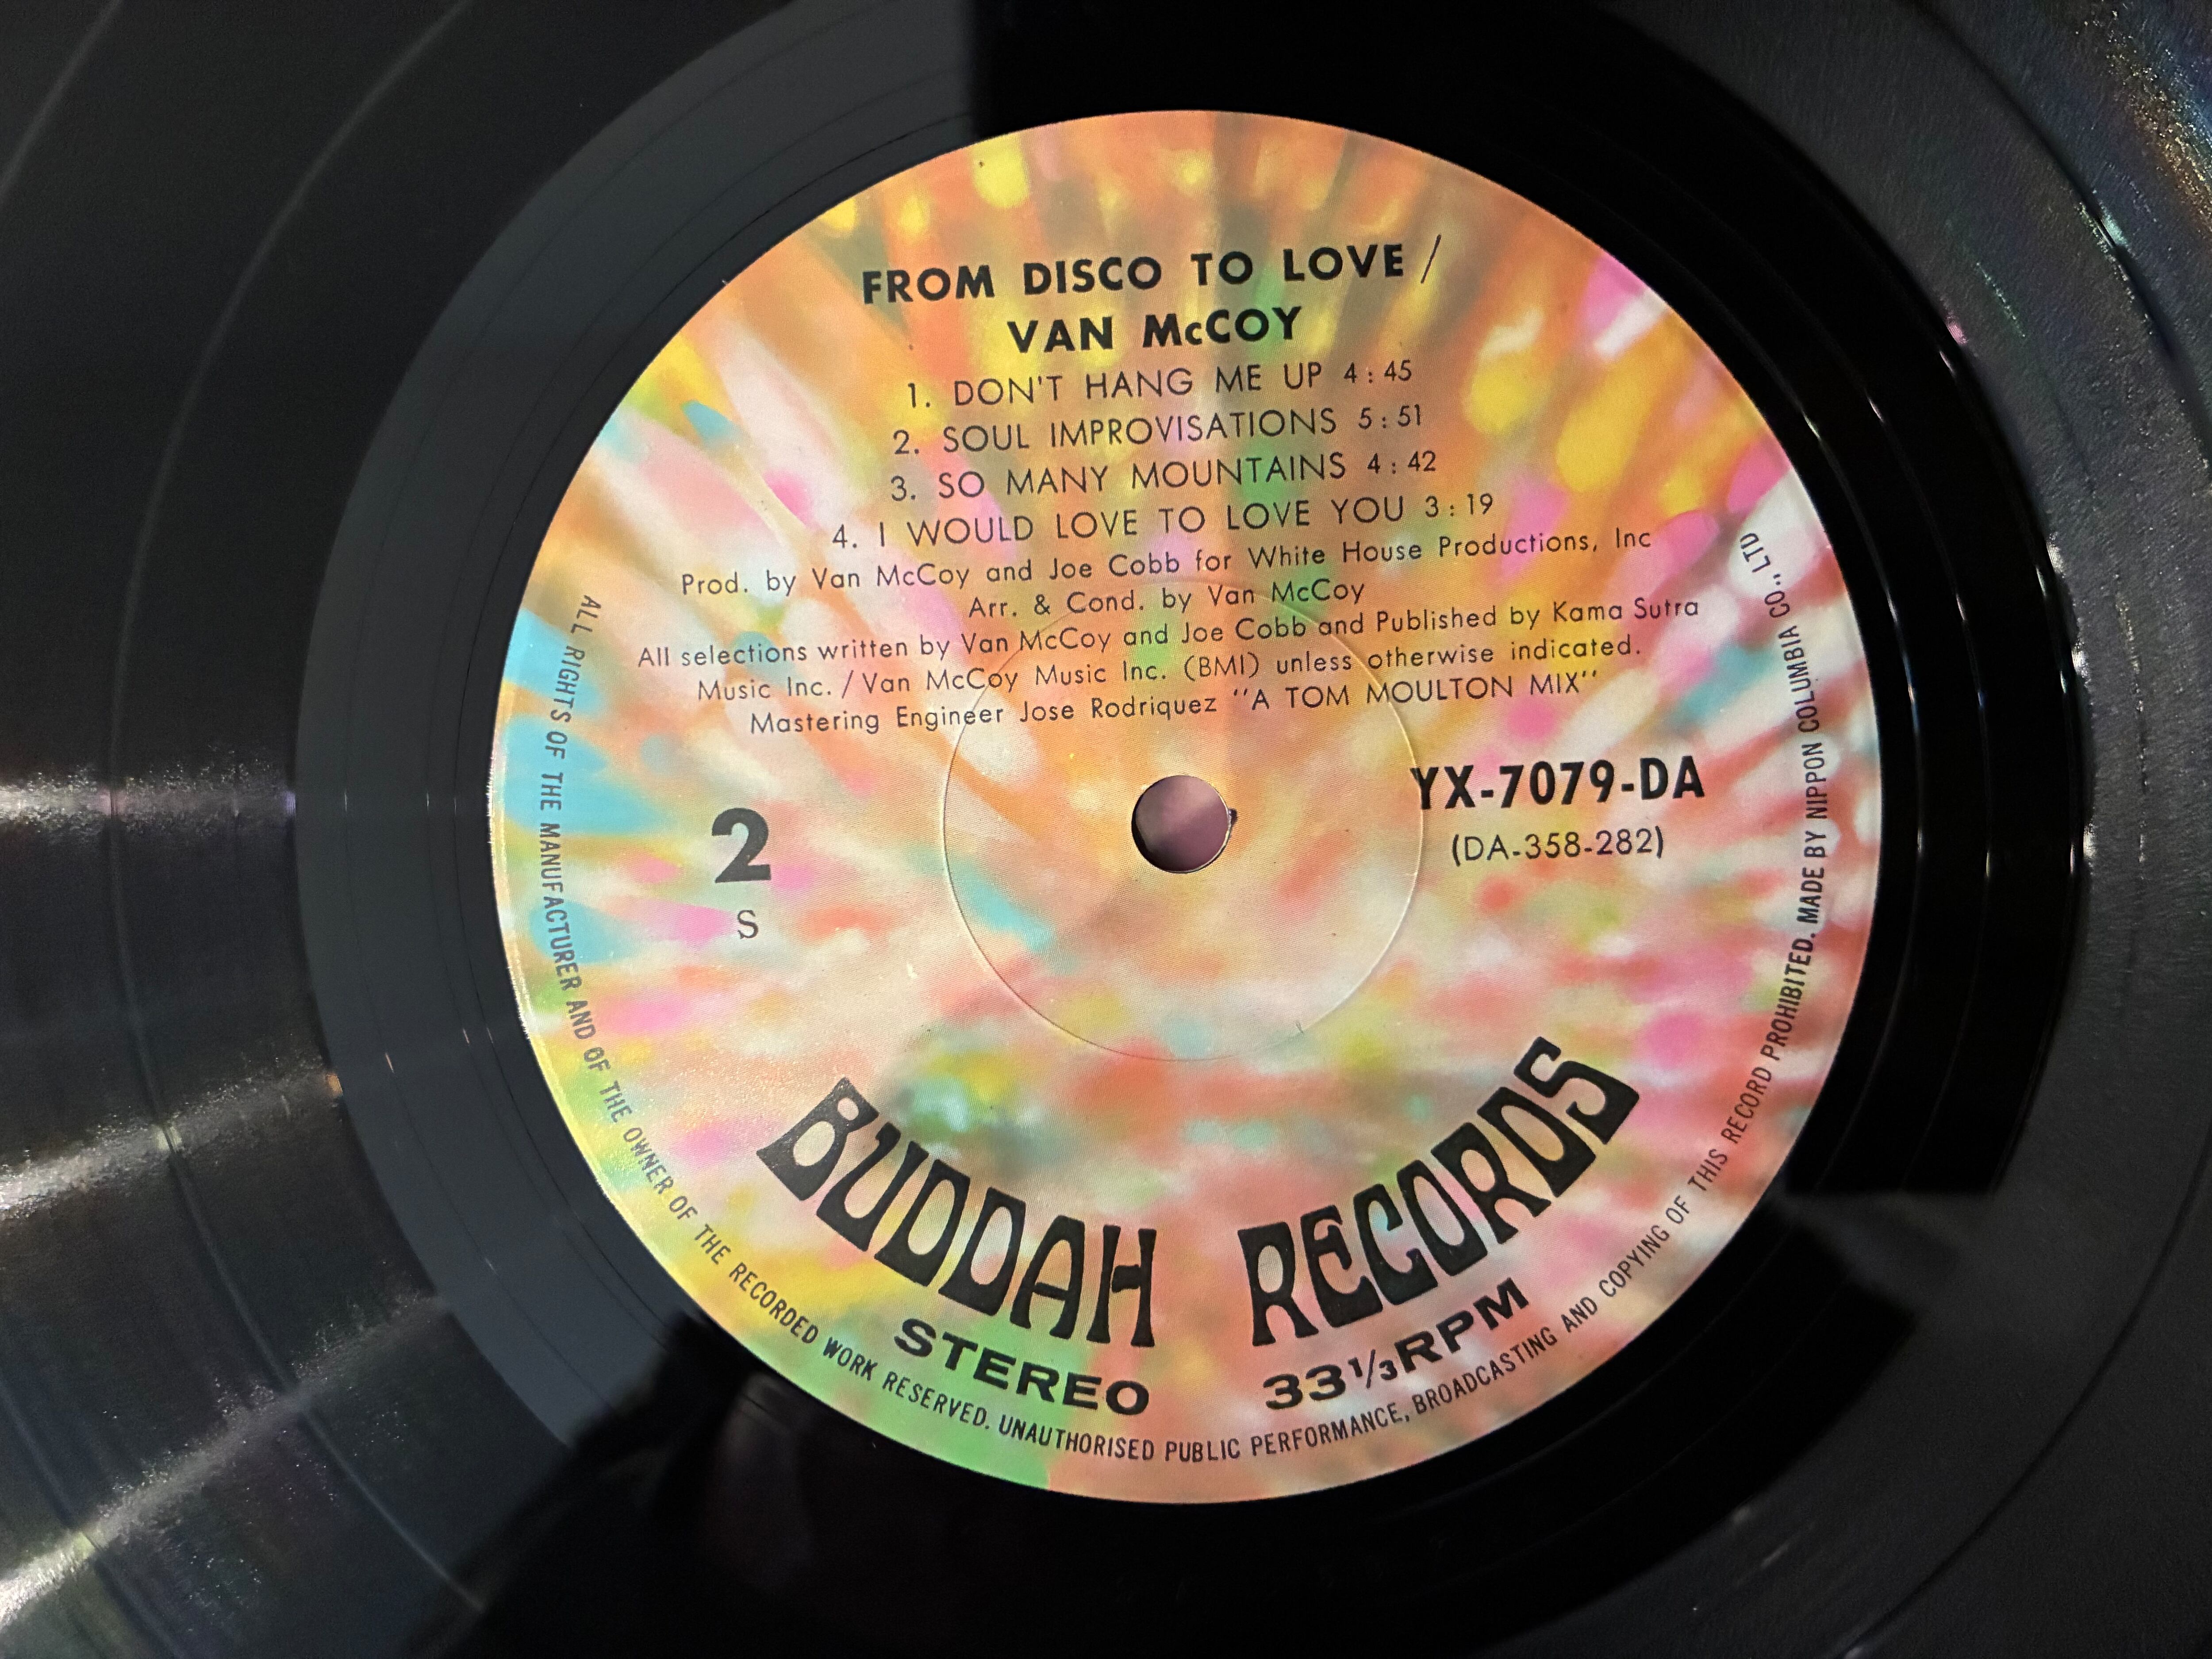 FROM DISCO TO LOVE /
VAN McCOY
1. DON'T HANG ME UP 4 : 45
2. SOUL IMPROVISATIONS 5 : 51
3. SO MANY MOUNTAINS 4 : 42
4. I WOULD LOVE TO LOVE YOU 3 : 19
Prod. by Van McCoy and Joe Cobb for White House Productions, Inc
Arr. & Cond. by Van McCoy
All selections written by Van McCoy and Joe Cobb and Published by Kama Sutra
Music Inc. / Van McCoy Music Inc. (BMI) unless otherwise indicated.
Mastering Engineer Jose Rodriquez "A TOM MOULTON MIX"
YX-7079-DA
(DA-358-282)
2
S
BUDDAH RECORDS
STEREO 33 1/3 RPM
ALL RIGHTS OF THE MANUFACTURER AND OF THE OWNER OF THE RECORDED WORK RESERVED. UNAUTHORISED PUBLIC PERFORMANCE, BROADCASTING AND COPYING OF THIS RECORD PROHIBITED. MADE BY NIPPON COLUMBIA CO., LTD